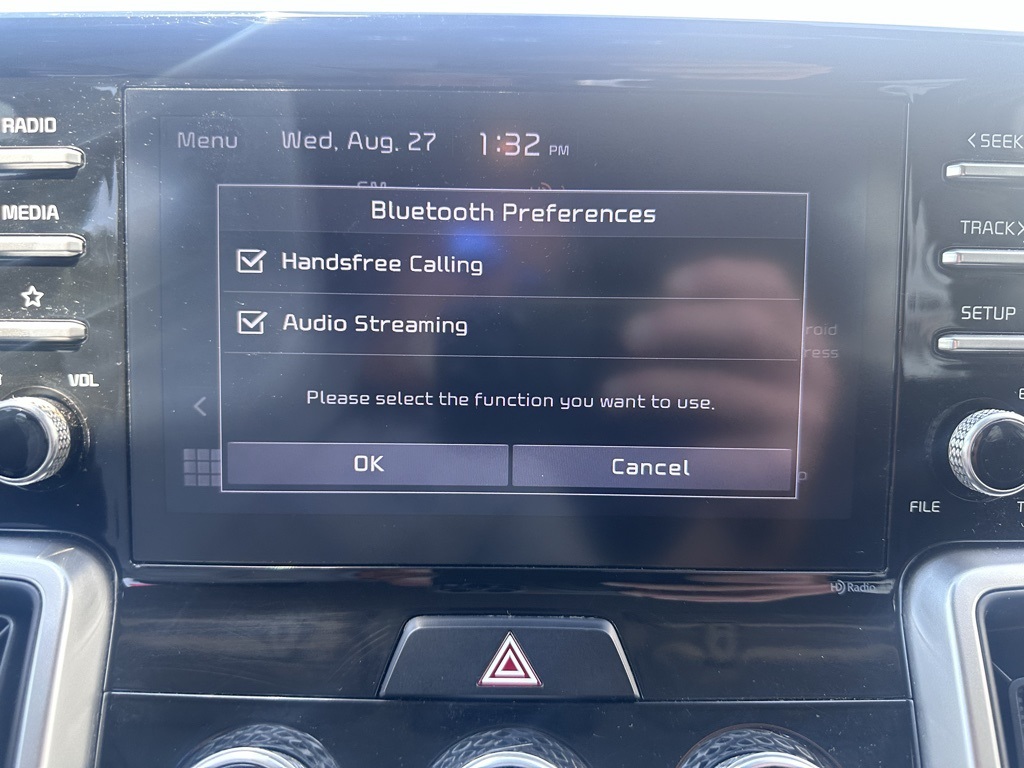 RADIO
MEDIA
VOL
Menu Wed, Aug. 27 1:32 PM
Bluetooth Preferences
Handsfree Calling
Audio Streaming
Please select the function you want to use.
OK Cancel
< SEEK
TRACK >
SETUP
FILE
HD Radio